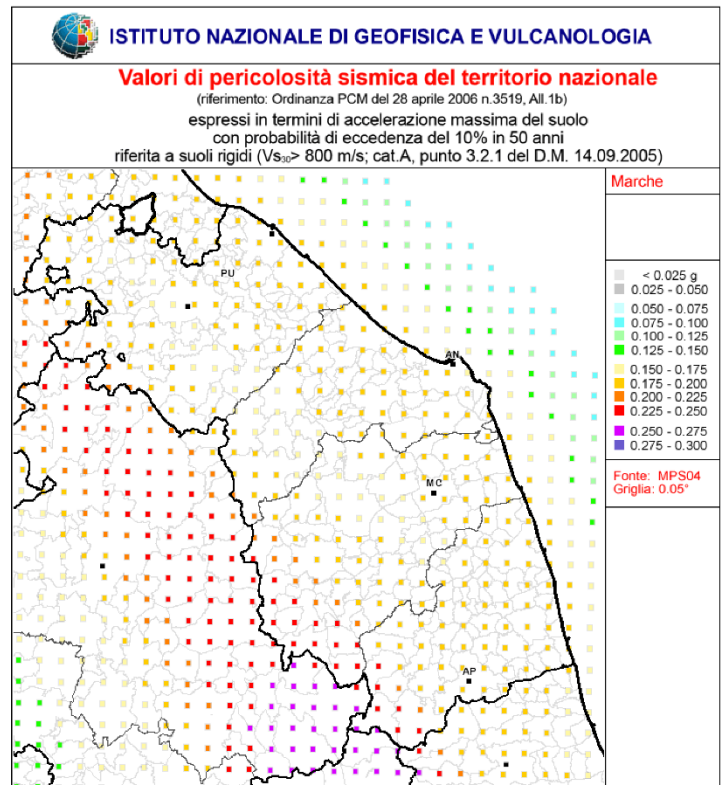 ISTITUTO NAZIONALE DI GEOFISICA E VULCANOLOGIA
Valori di pericolosità sismica del territorio nazionale
(riferimento: Ordinanza PCM del 28 aprile 2006 n.3519, All.1b)
espressi in termini di accelerazione massima del suolo
con probabilità di eccedenza del 10% in 50 anni
riferita a suoli rigidi (Vs₃₀> 800 m/s; cat.A, punto 3.2.1 del D.M. 14.09.2005)
Marche
< 0.025 g
0.025 - 0.050
0.050 - 0.075
0.075 - 0.100
0.100 - 0.125
0.125 - 0.150
0.150 - 0.175
0.175 - 0.200
0.200 - 0.225
0.225 - 0.250
0.250 - 0.275
0.275 - 0.300
Fonte: MPS04
Griglia: 0.05°
PU
AN
MC
AP